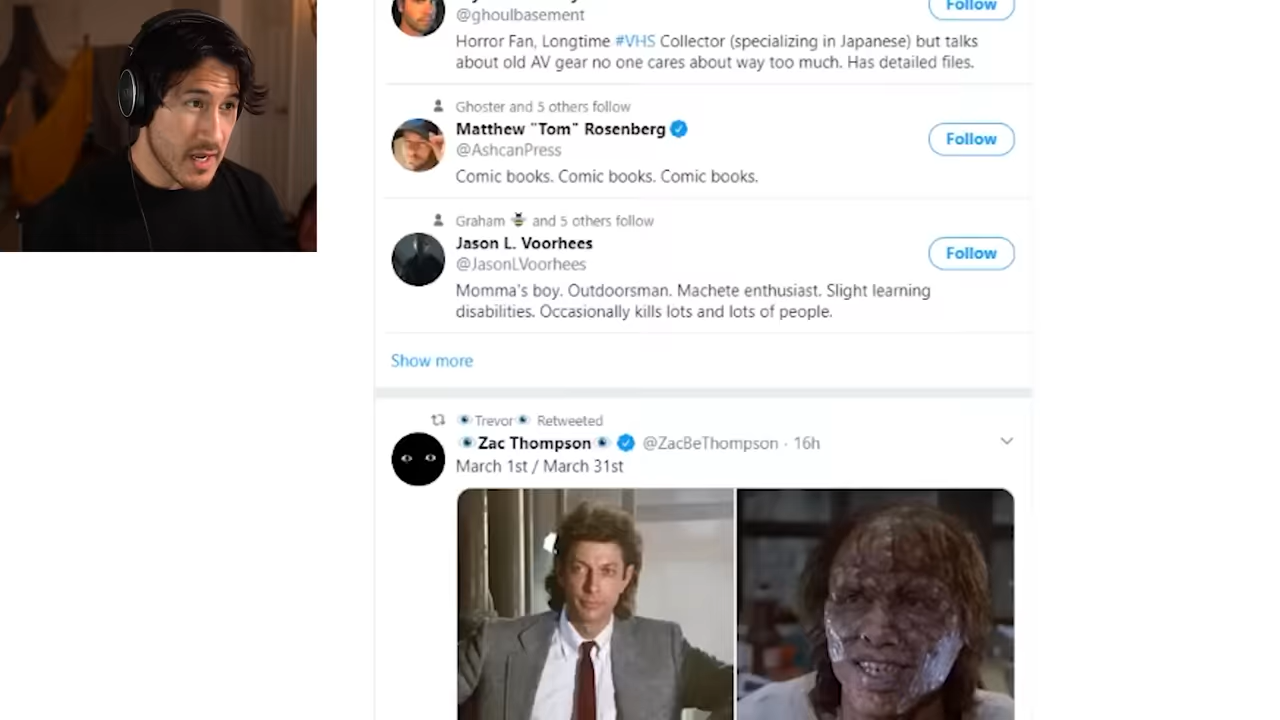 @ghoulbasement
Follow
Horror Fan, Longtime #VHS Collector (specializing in Japanese) but talks
about old AV gear no one cares about way too much. Has detailed files.
Ghoster and 5 others follow
Matthew "Tom" Rosenberg
@AshcanPress
Follow
Comic books. Comic books. Comic books.
Graham 🐝 and 5 others follow
Jason L. Voorhees
@JasonLVoorhees
Follow
Momma's boy. Outdoorsman. Machete enthusiast. Slight learning
disabilities. Occasionally kills lots and lots of people.
Show more
👁Trevor👁 Retweeted
👁Zac Thompson👁 @ZacBeThompson · 16h
March 1st / March 31st